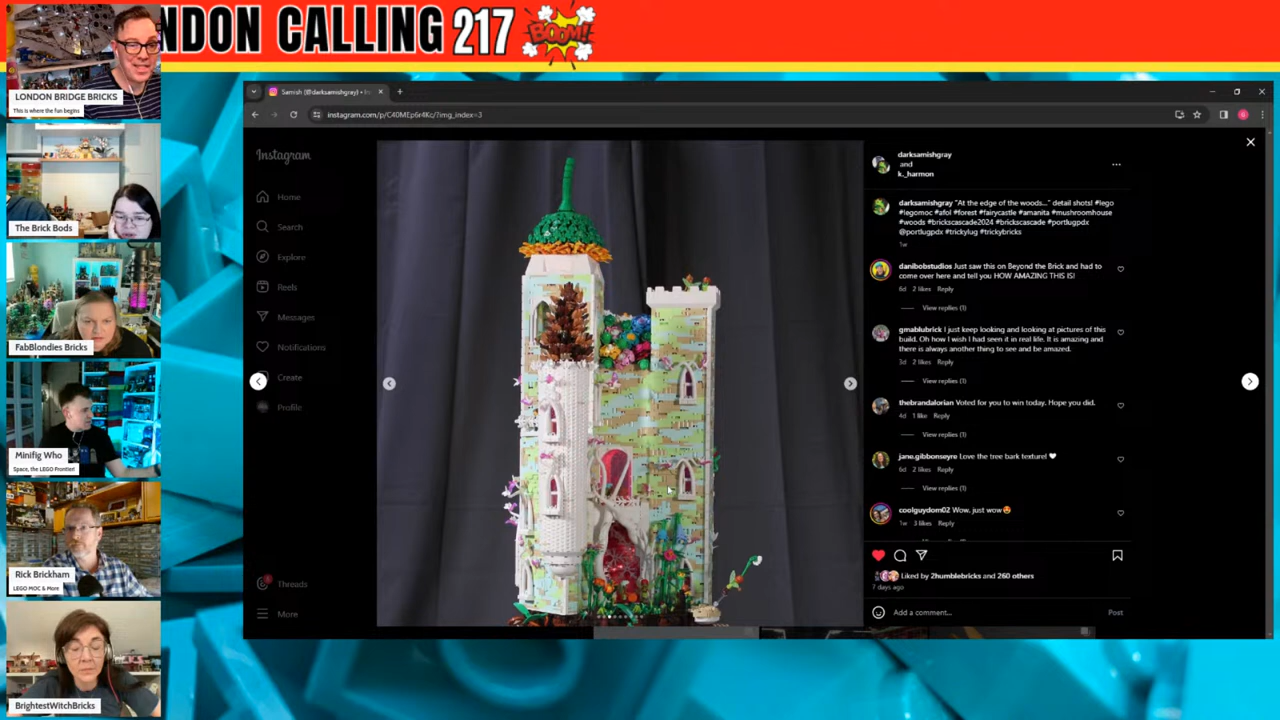 LONDON CALLING 217
BOOM!
LONDON BRIDGE BRICKS
This is where the fun begins
The Brick Bods
FabBlondies Bricks
Minifig Who
Space, the LEGO Frontier!
Rick Brickham
LEGO MOC & More
BrightestWitchBricks
Samish (@darksamishgray) • Ins
instagram.com/p/C40MEp6r4Kc/?img_index=3
Instagram
Home
Search
Explore
Reels
Messages
Notifications
Create
Profile
Threads
More
darksamishgray
and
k._harmon
darksamishgray "At the edge of the woods..." detail shots! #lego
#legomoc #afol #forest #fairycastle #amanita #mushroomhouse
#woods #brickscascade2024 #brickscascade #portlugpdx
@portlugpdx #trickylug #trickybricks
1w
danibobstudios Just saw this on Beyond the Brick and had to
come over here and tell you HOW AMAZING THIS IS!
6d 2 likes Reply
View replies (1)
gmablubrick I just keep looking and looking at pictures of this
build. Oh how I wish I had seen it in real life. It is amazing and
there is always another thing to see and be amazed.
3d 2 likes Reply
View replies (1)
thebrandalorian Voted for you to win today. Hope you did.
4d 1 like Reply
View replies (1)
jane.gibbonseyre Love the tree bark texture!
6d 2 likes Reply
View replies (1)
coolguydom02 Wow, just wow
1w 3 likes Reply
Liked by 2humblebricks and 260 others
7 days ago
Add a comment...
Post